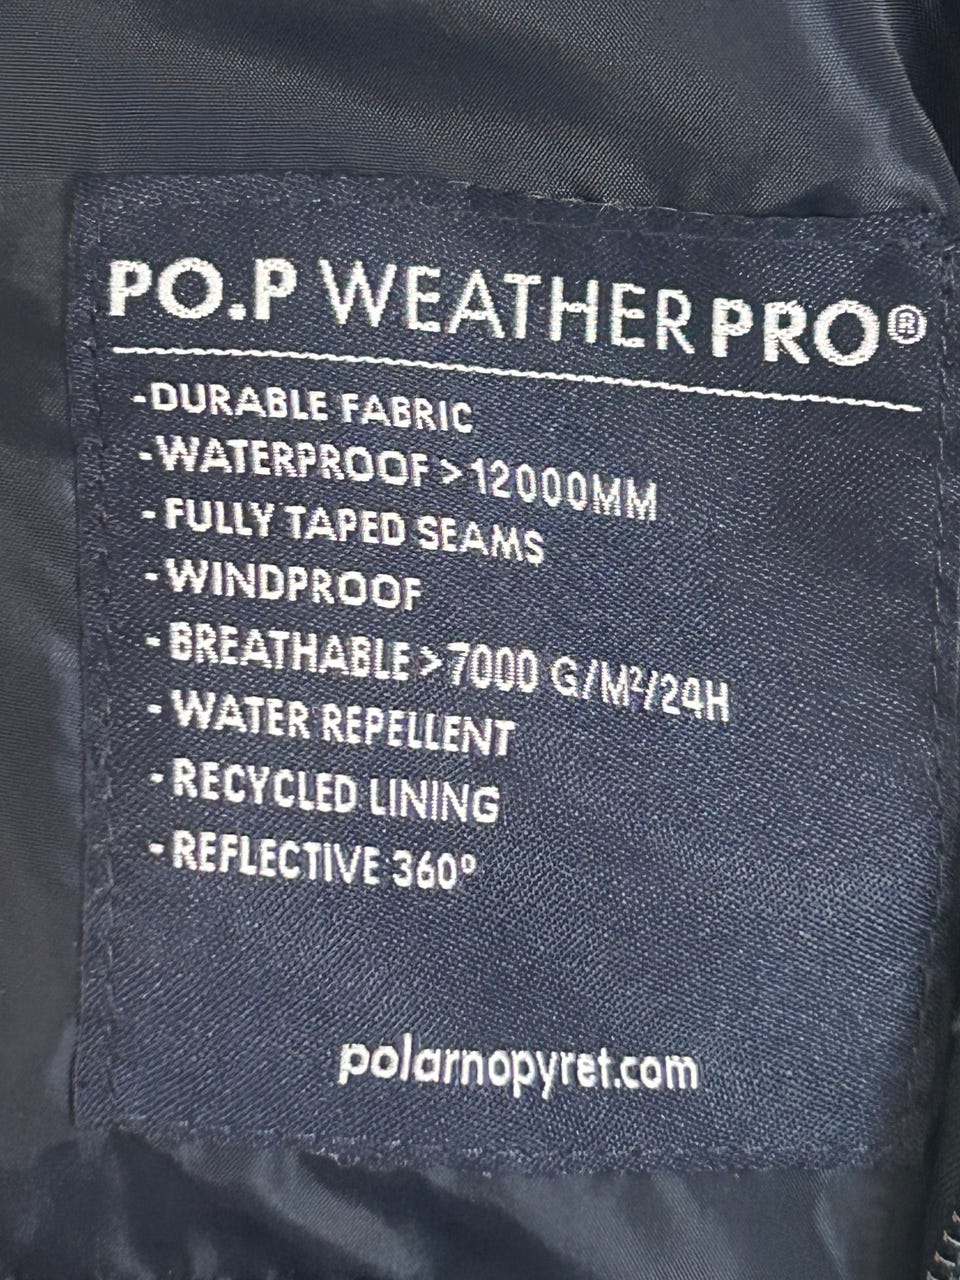 PO.P WEATHER PRO®
-DURABLE FABRIC
-WATERPROOF > 12000MM
- FULLY TAPED SEAMS
- WINDPROOF
- BREATHABLE > 7000 G/M²/24H
- WATER REPELLENT
- RECYCLED LINING
- REFLECTIVE 360°
polarnopyret.com